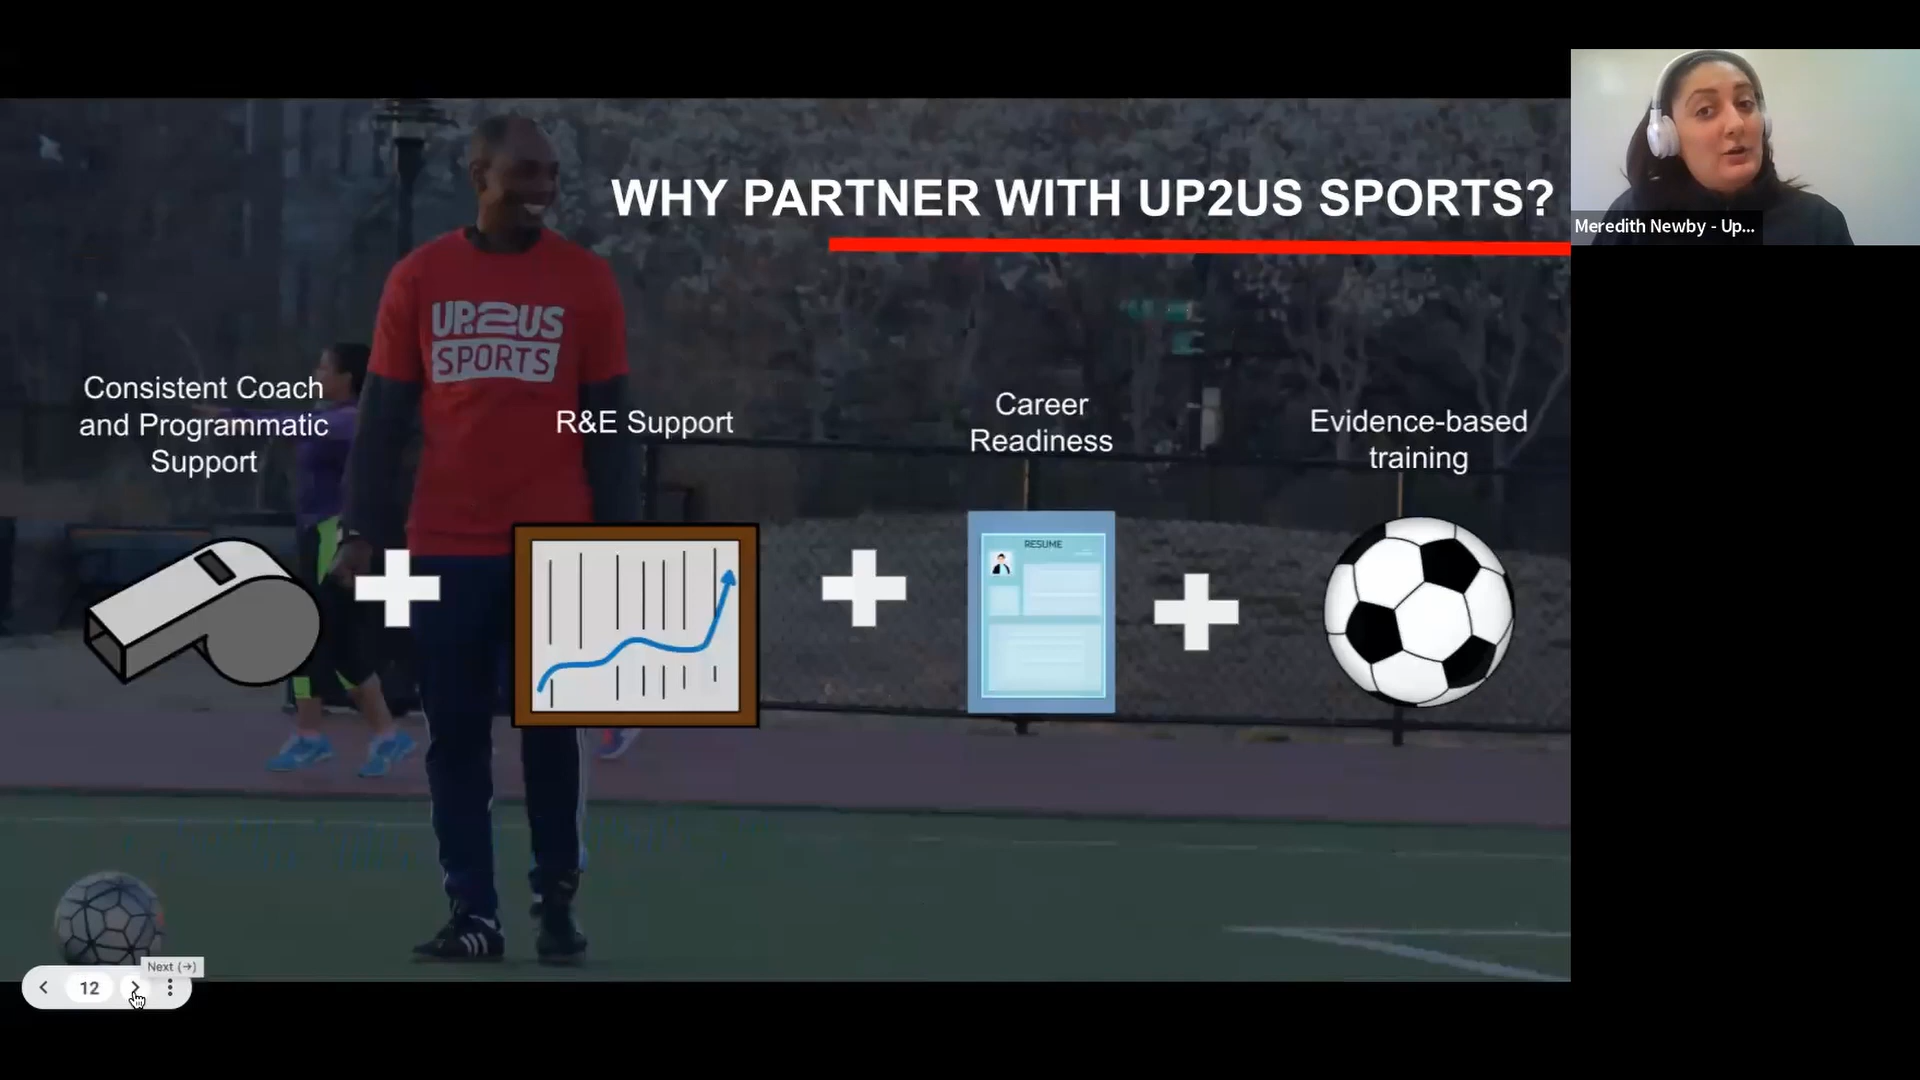 WHY PARTNER WITH UP2US SPORTS?
Meredith Newby - Up...
UP2US
SPORTS
Consistent Coach
and Programmatic
Support
R&E Support
Career
Readiness
Evidence-based
training
RESUME
Next (→)
12